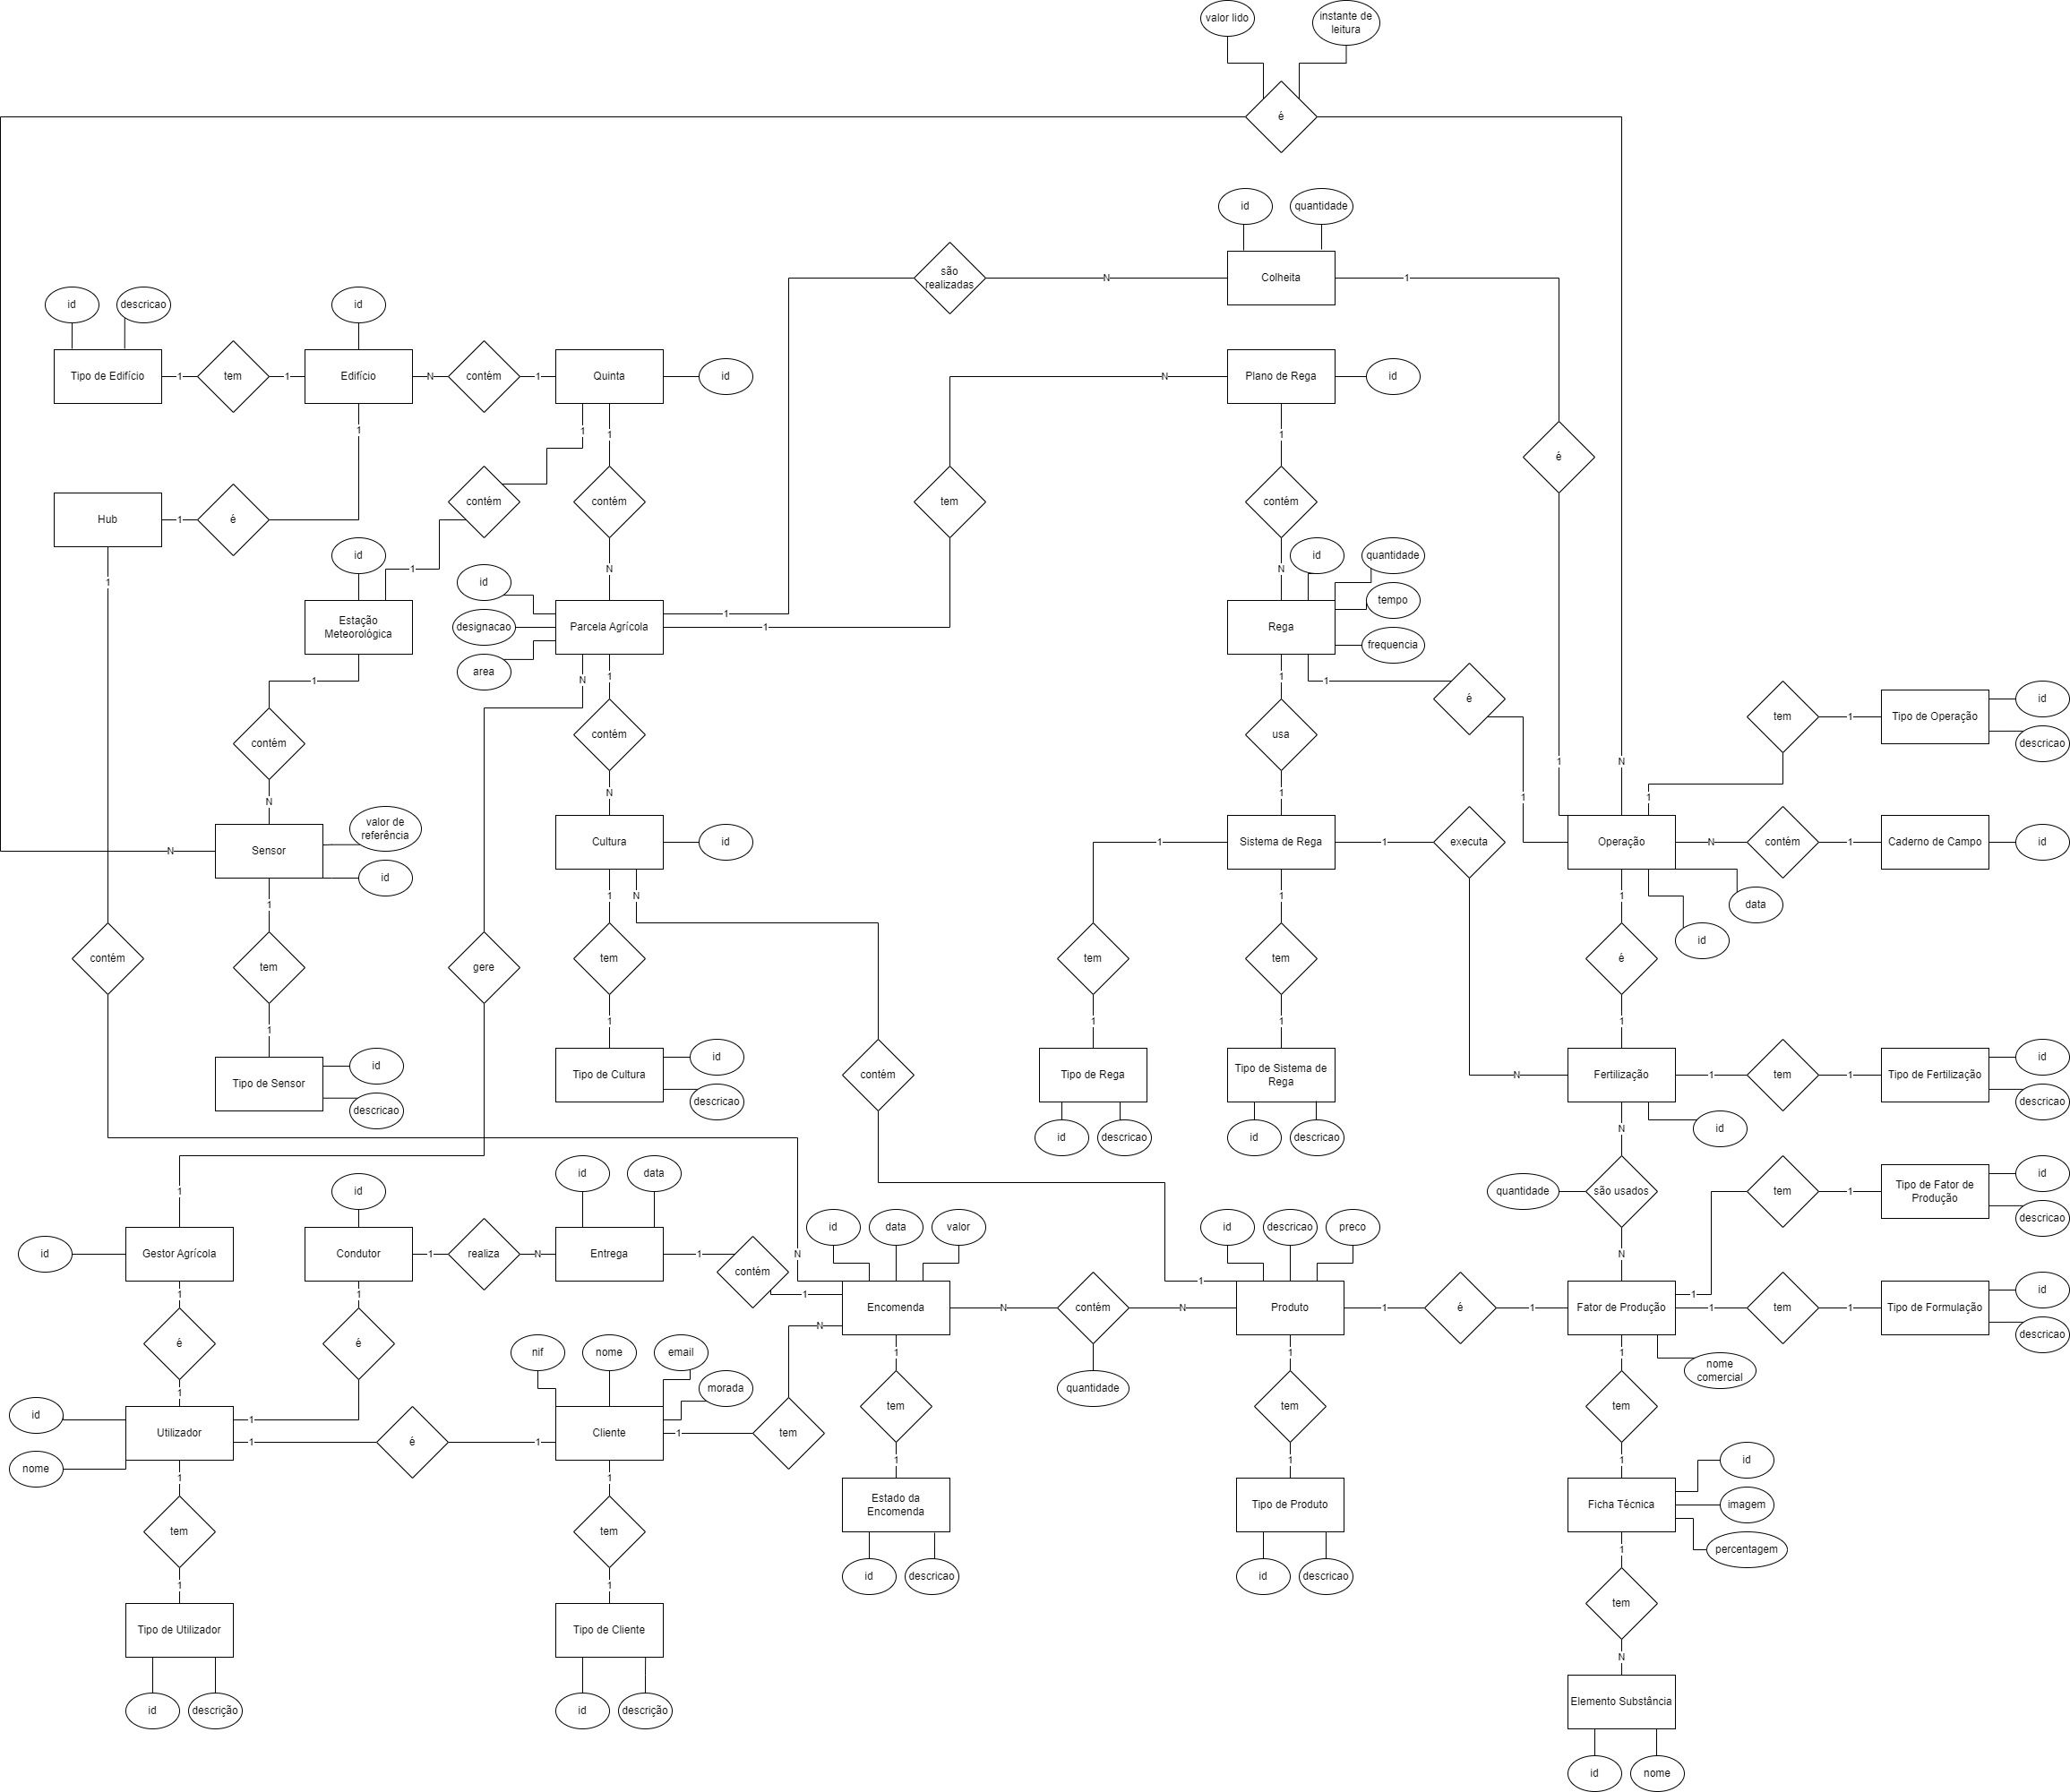 valor lido
instante de
leitura
é
id
quantidade
são
realizadas
N
Colheita
1
id
descricao
id
Tipo de Edifício
1
tem
1
Edifício
N
contém
1
Quinta
id
N
Plano de Rega
id
1
1
1
1
é
Hub
1
é
contém
contém
tem
contém
id
1
1
N
id
N
id
quantidade
Estação
Meteorológica
designacao
Parcela Agrícola
1
1
Rega
tempo
frequencia
area
1
N
1
1
1
é
id
contém
contém
usa
tem
1
Tipo de Operação
descricao
N
N
1
1
1
N
1
valor de
referência
N
Sensor
id
Cultura
id
1
Sistema de Rega
1
executa
Operação
N
contém
1
Caderno de Campo
id
1
1
N
1
1
data
id
contém
tem
gere
tem
tem
tem
é
1
1
1
1
1
Tipo de Sensor
id
descricao
Tipo de Cultura
id
descricao
contém
Tipo de Rega
Tipo de Sistema de
Rega
N
Fertilização
1
tem
1
Tipo de Fertilização
id
descricao
id
descricao
id
descricao
N
id
1
id
id
data
quantidade
são usados
tem
1
Tipo de Fator de
Produção
id
descricao
id
data
valor
id
descricao
preco
id
Gestor Agrícola
Condutor
1
realiza
N
Entrega
1
contém
N
N
1
1
1
1
1
Encomenda
N
contém
N
Produto
1
é
1
Fator de Produção
1
tem
1
Tipo de Formulação
id
descricao
é
é
nif
nome
email
N
1
1
1
nome
comercial
1
morada
quantidade
id
Utilizador
1
1
é
1
Cliente
1
tem
tem
tem
tem
nome
1
1
1
1
1
id
tem
tem
Estado da
Encomenda
Tipo de Produto
Ficha Técnica
imagem
percentagem
1
1
id
descricao
id
descricao
1
Tipo de Utilizador
Tipo de Cliente
tem
N
id
descrição
id
descrição
Elemento Substância
id
nome